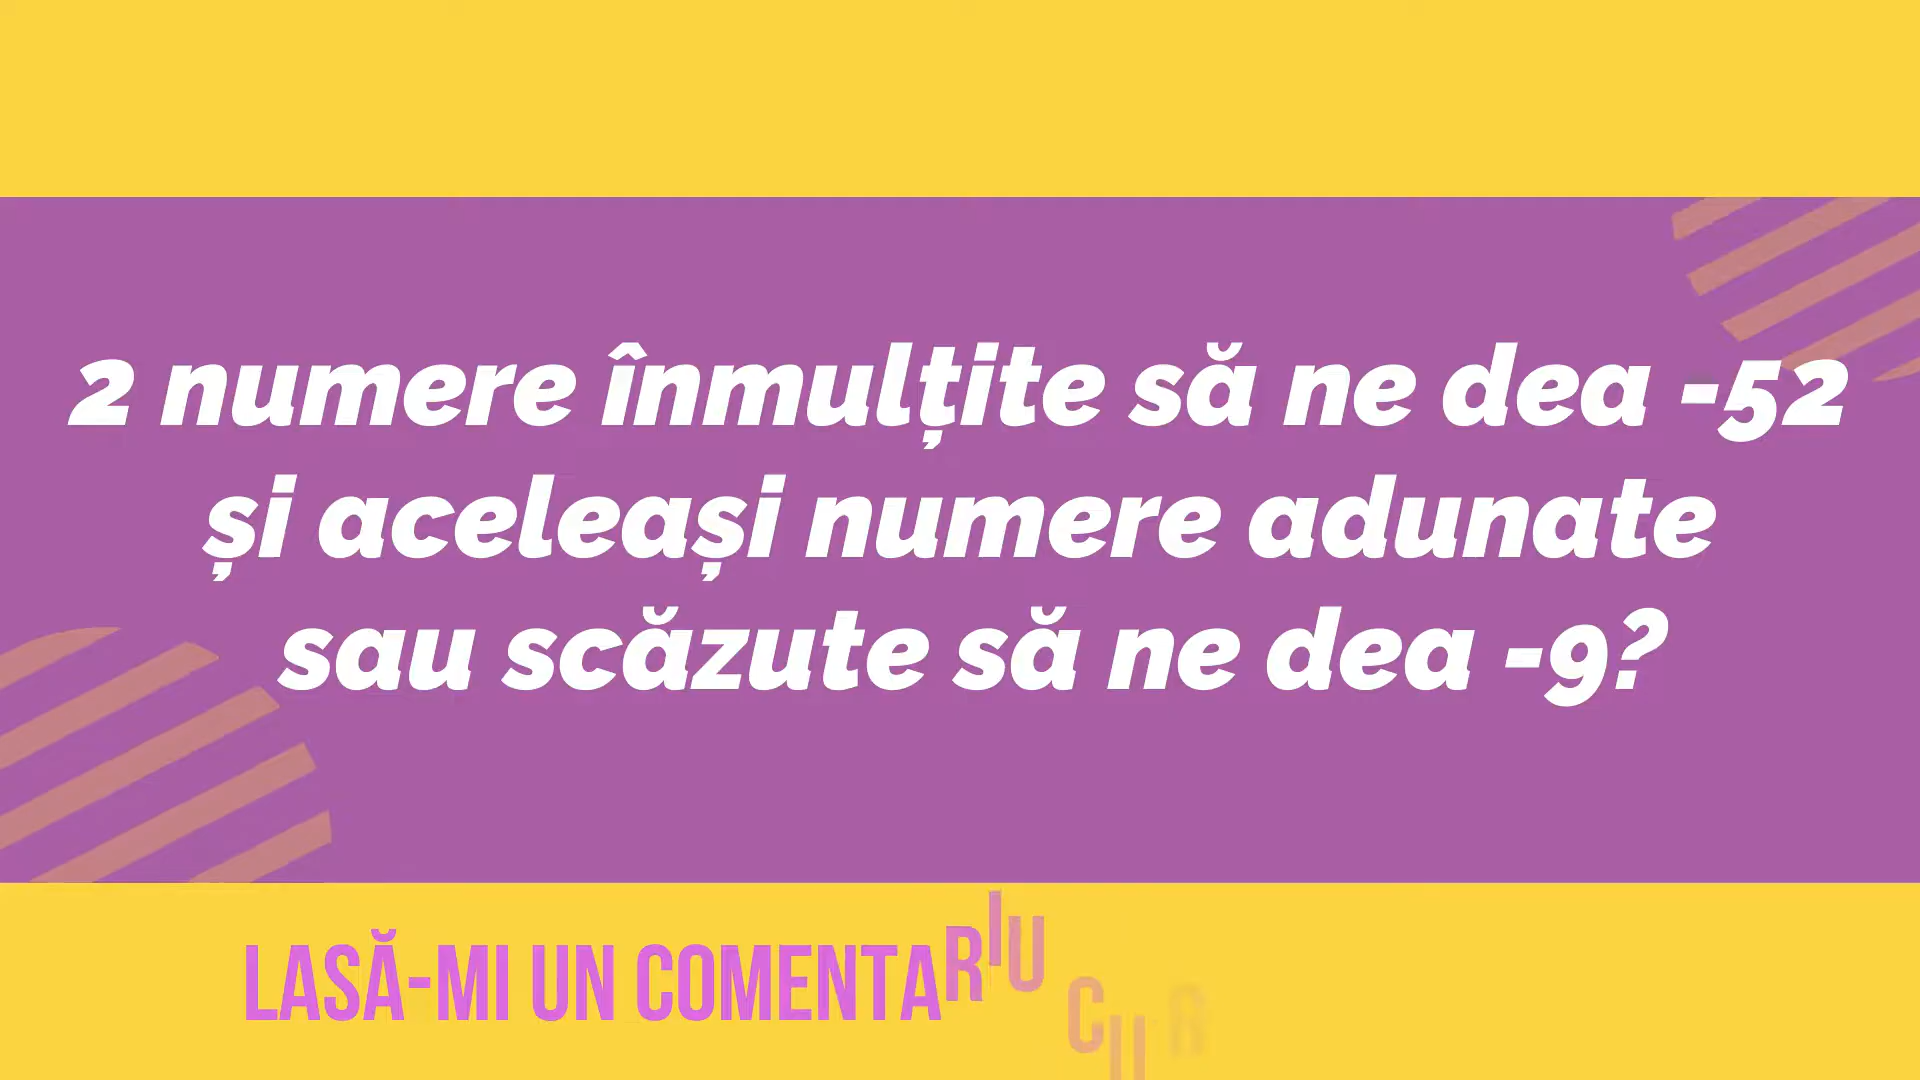 2 numere înmulțite să ne dea -52
și aceleași numere adunate
sau scăzute să ne dea -9?
LASĂ-MI UN COMENTARIU CU